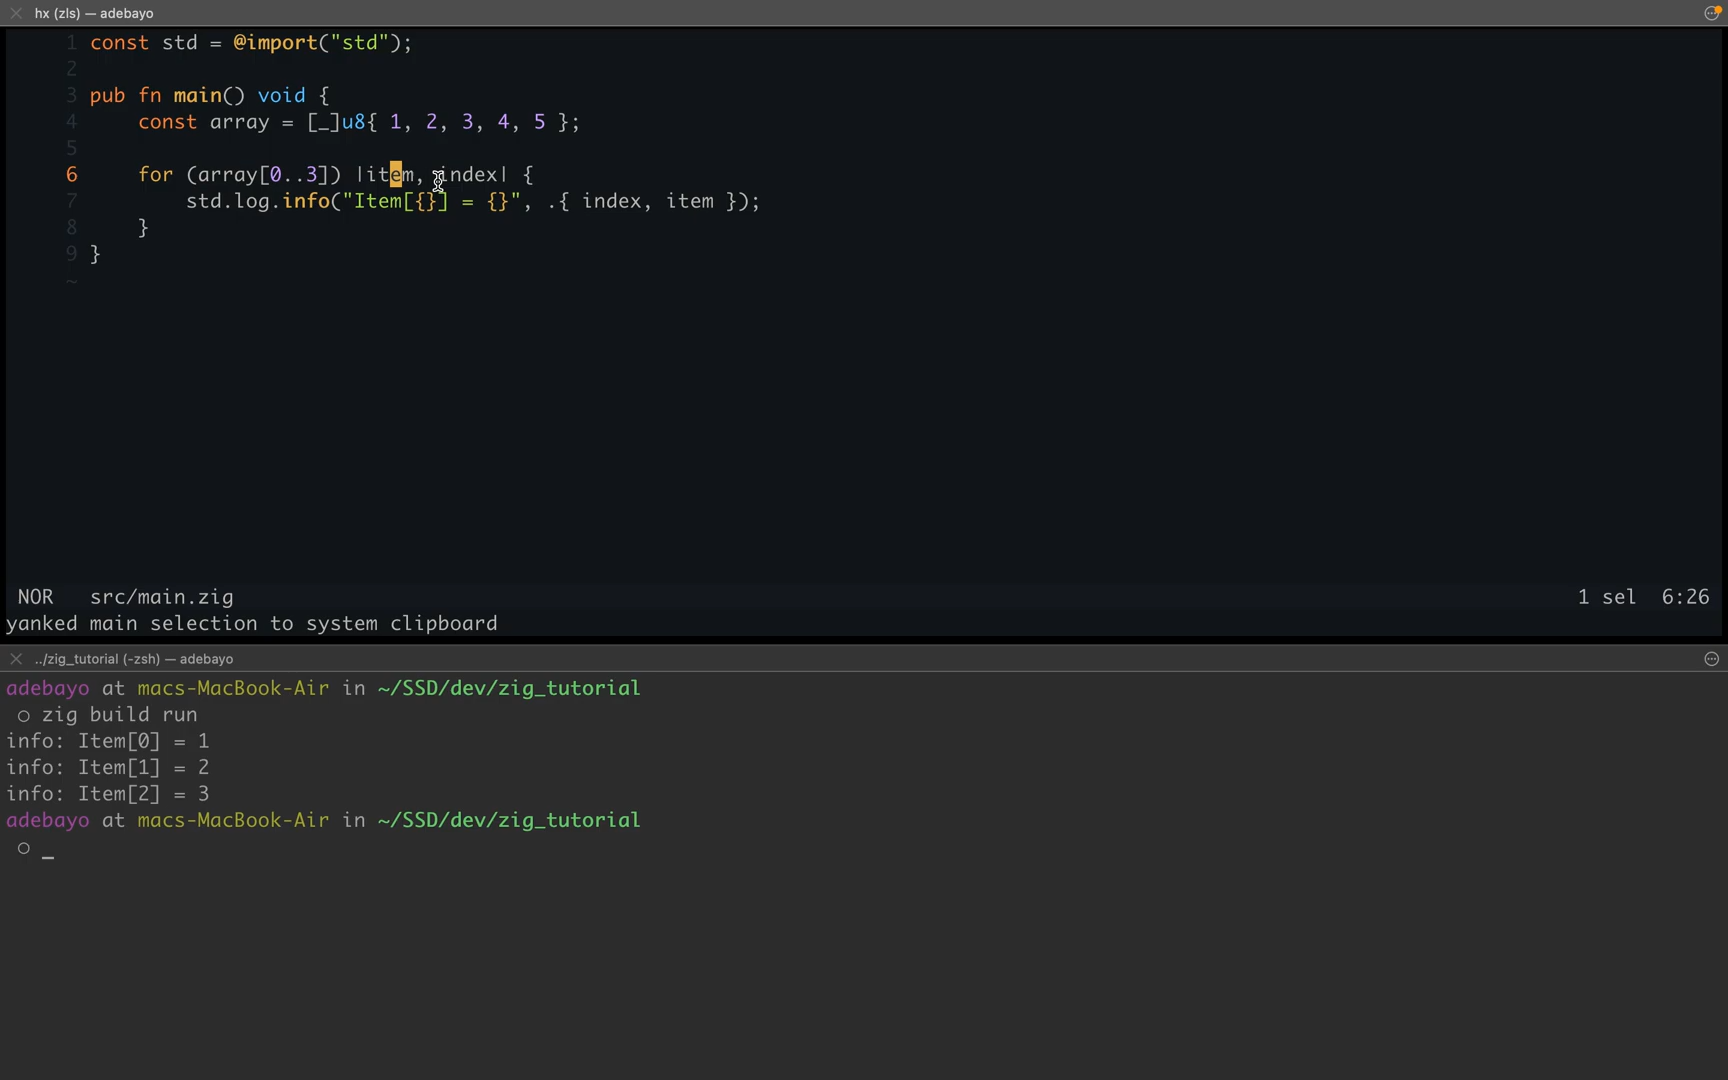 hx (zls) — adebayo
1 const std = @import("std");
2
3 pub fn main() void {
4     const array = [_]u8{ 1, 2, 3, 4, 5 };
5
6     for (array[0..3]) |item, index| {
7         std.log.info("Item[{}] = {}", .{ index, item });
8     }
9 }
~
NOR   src/main.zig   1 sel  6:26
yanked main selection to system clipboard
../zig_tutorial (-zsh) — adebayo
adebayo at macs-MacBook-Air in ~/SSD/dev/zig_tutorial
○ zig build run
info: Item[0] = 1
info: Item[1] = 2
info: Item[2] = 3
adebayo at macs-MacBook-Air in ~/SSD/dev/zig_tutorial
○ _